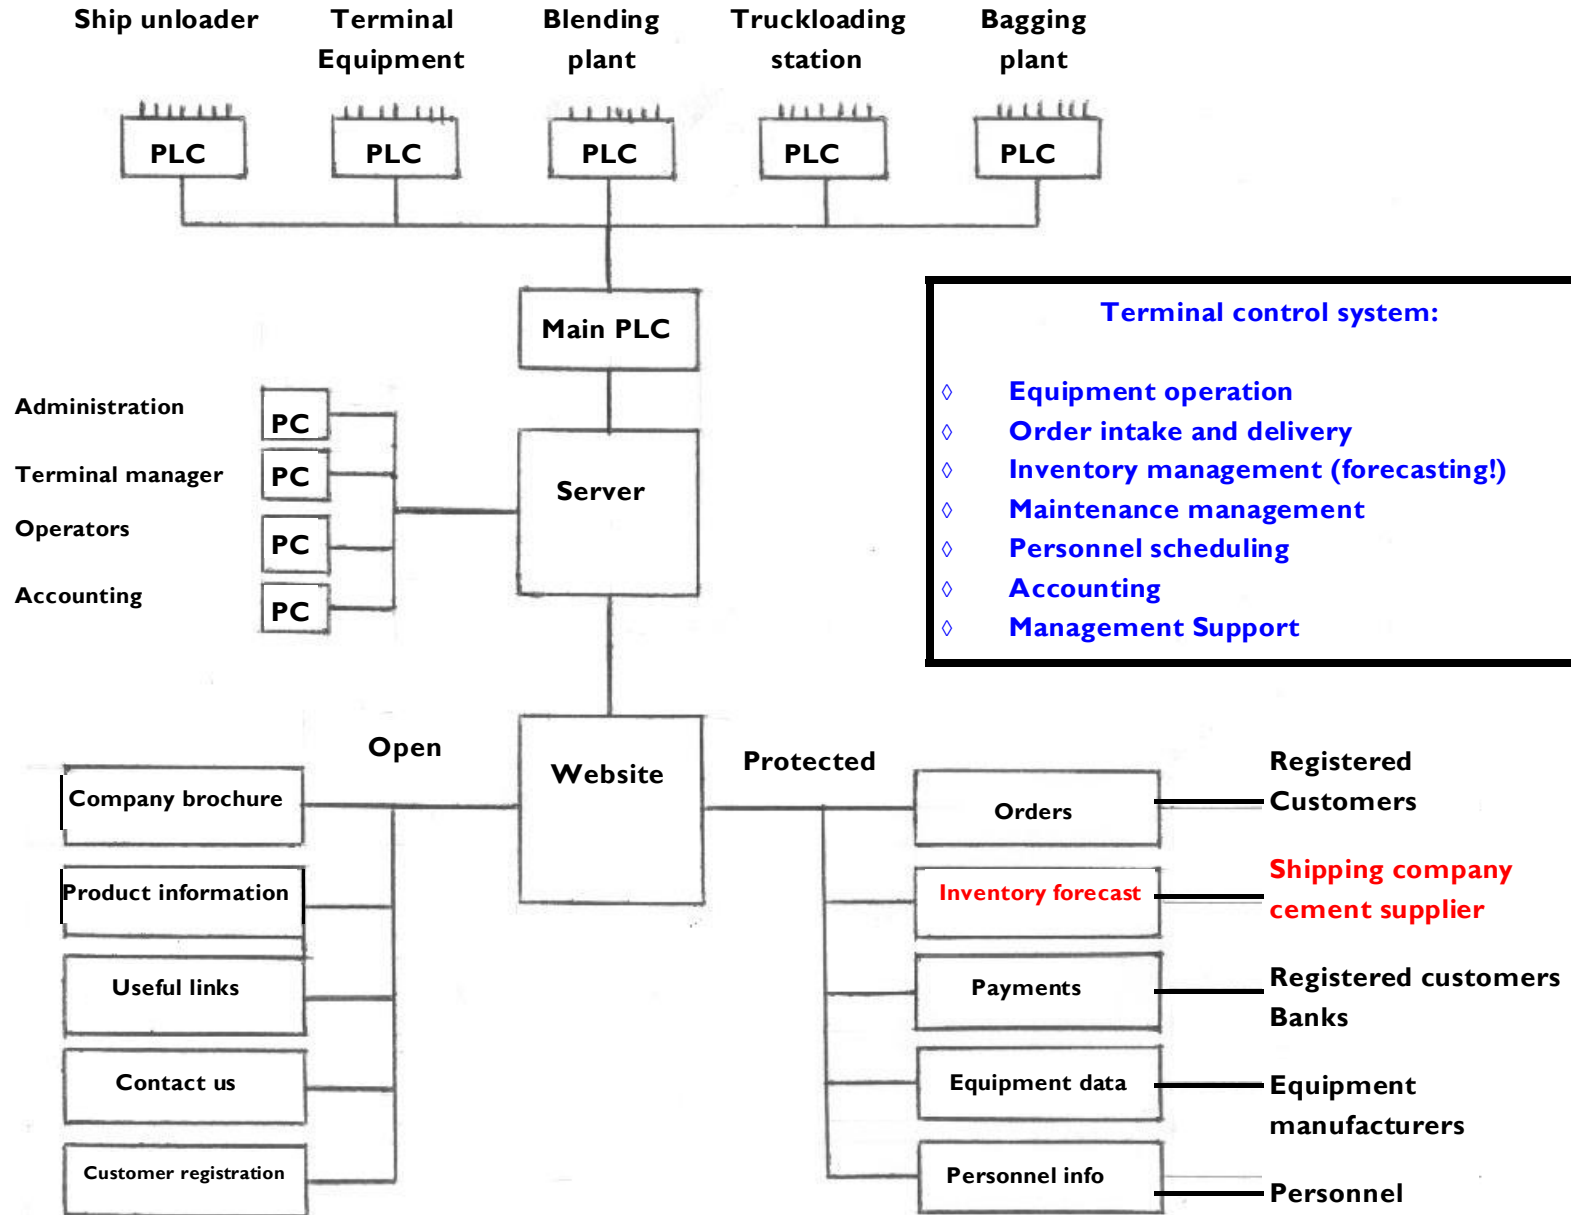 Ship unloader
Terminal
Equipment
Blending
plant
Truckloading
station
Bagging
plant
PLC
PLC
PLC
PLC
PLC
Main PLC
Terminal control system:
◊ Equipment operation
◊ Order intake and delivery
◊ Inventory management (forecasting!)
◊ Maintenance management
◊ Personnel scheduling
◊ Accounting
◊ Management Support
Administration
PC
Terminal manager
PC
Operators
PC
Accounting
PC
Server
Website
Open
Company brochure
Product information
Useful links
Contact us
Customer registration
Protected
Orders
Registered
Customers
Inventory forecast
Shipping company
cement supplier
Payments
Registered customers
Banks
Equipment data
Equipment
manufacturers
Personnel info
Personnel